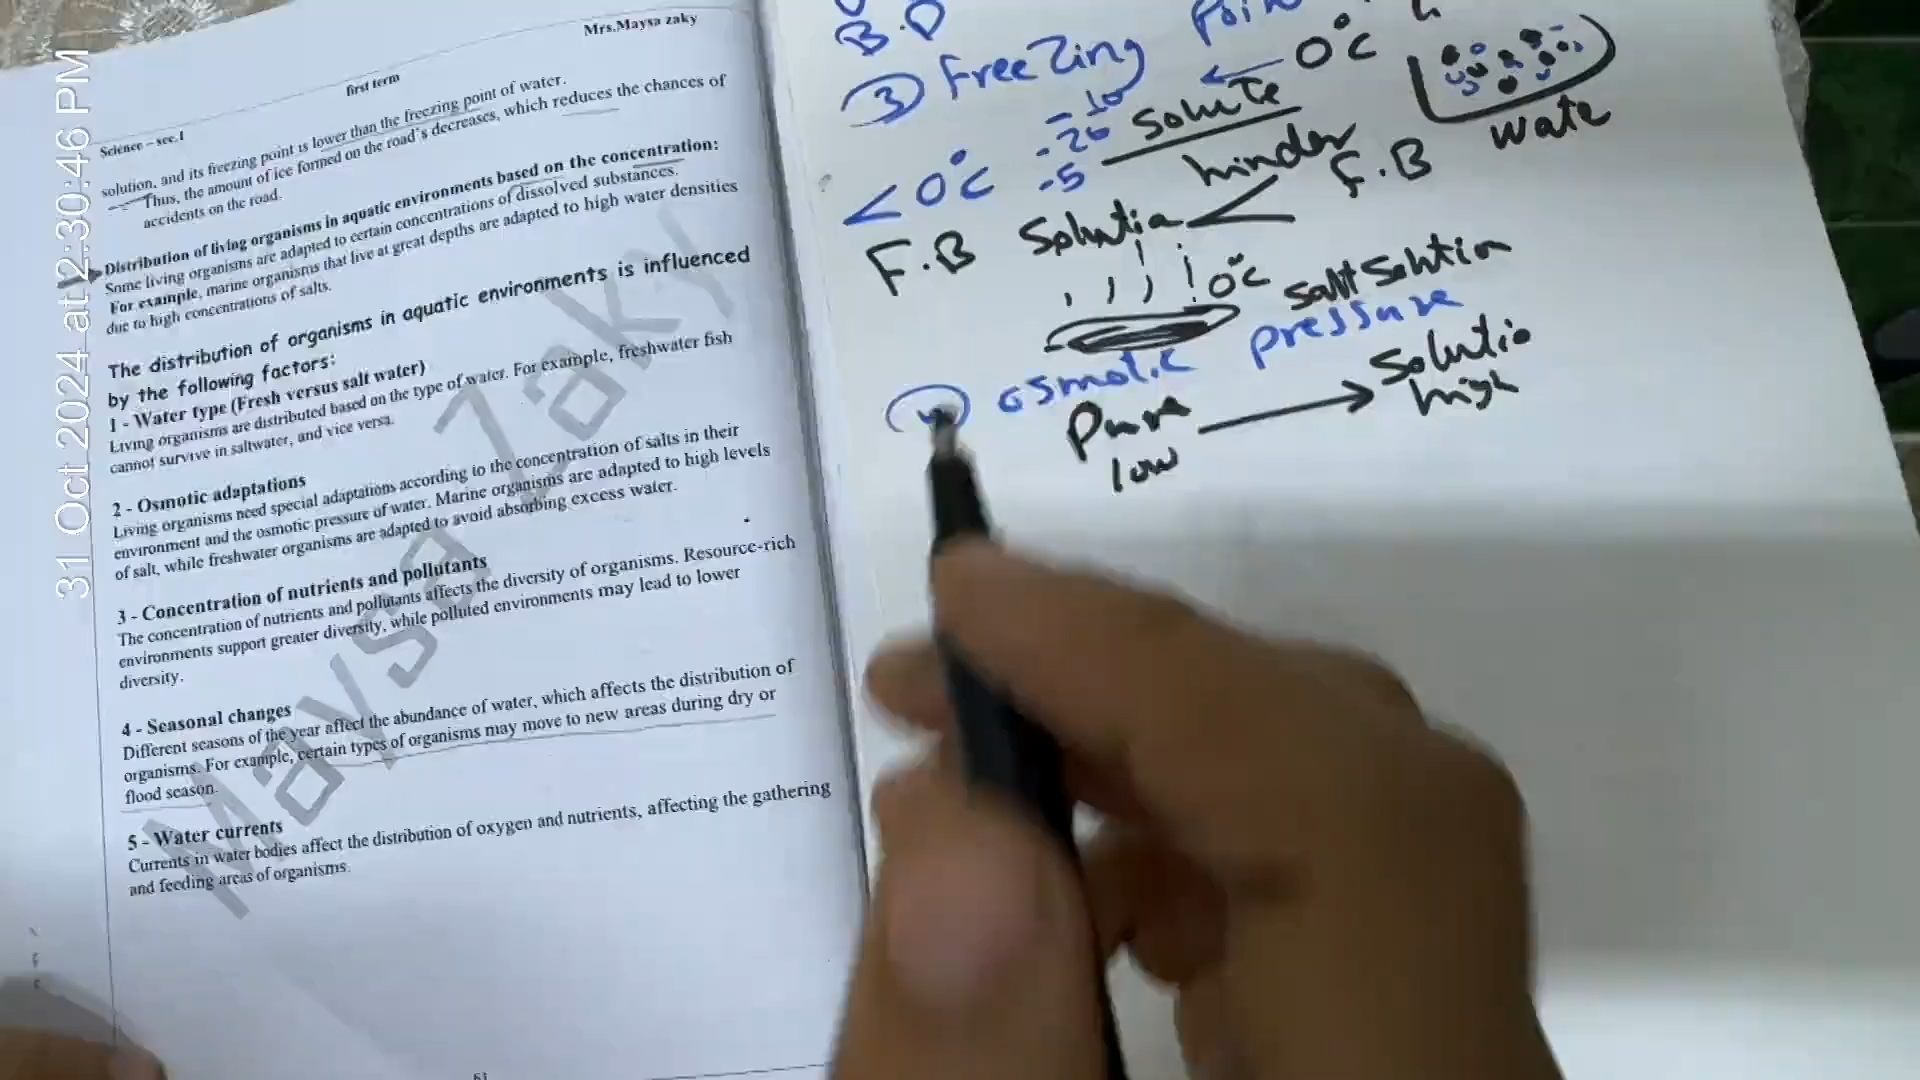 31 Oct 2024 at 2:30:46 PM
Mrs.Maysa zaky
first term
Science – sec.1
solution, and its freezing point is lower than the freezing point of water.
Thus, the amount of ice formed on the road's decreases, which reduces the chances of
accidents on the road.
Distribution of living organisms in aquatic environments based on the concentration:
Some living organisms are adapted to certain concentrations of dissolved substances.
For example, marine organisms that live at great depths are adapted to high water densities
due to high concentrations of salts.
The distribution of organisms in aquatic environments is influenced
by the following factors:
1 - Water type (Fresh versus salt water)
Living organisms are distributed based on the type of water. For example, freshwater fish
cannot survive in saltwater, and vice versa.
2 - Osmotic adaptations
Living organisms need special adaptations according to the concentration of salts in their
environment and the osmotic pressure of water. Marine organisms are adapted to high levels
of salt, while freshwater organisms are adapted to avoid absorbing excess water.
3 - Concentration of nutrients and pollutants
The concentration of nutrients and pollutants affects the diversity of organisms. Resource-rich
environments support greater diversity, while polluted environments may lead to lower
diversity.
4 - Seasonal changes
Different seasons of the year affect the abundance of water, which affects the distribution of
organisms. For example, certain types of organisms may move to new areas during dry or
flood season.
5 - Water currents
Currents in water bodies affect the distribution of oxygen and nutrients, affecting the gathering
and feeding areas of organisms.
Maysa Zaky
3 Freezing
0°C
-10
-20 solute
< 0°C -5
hinder
wate
F.B solutio < F.B
0°C salt solution
osmotic pressure
Pure → solutio
low high